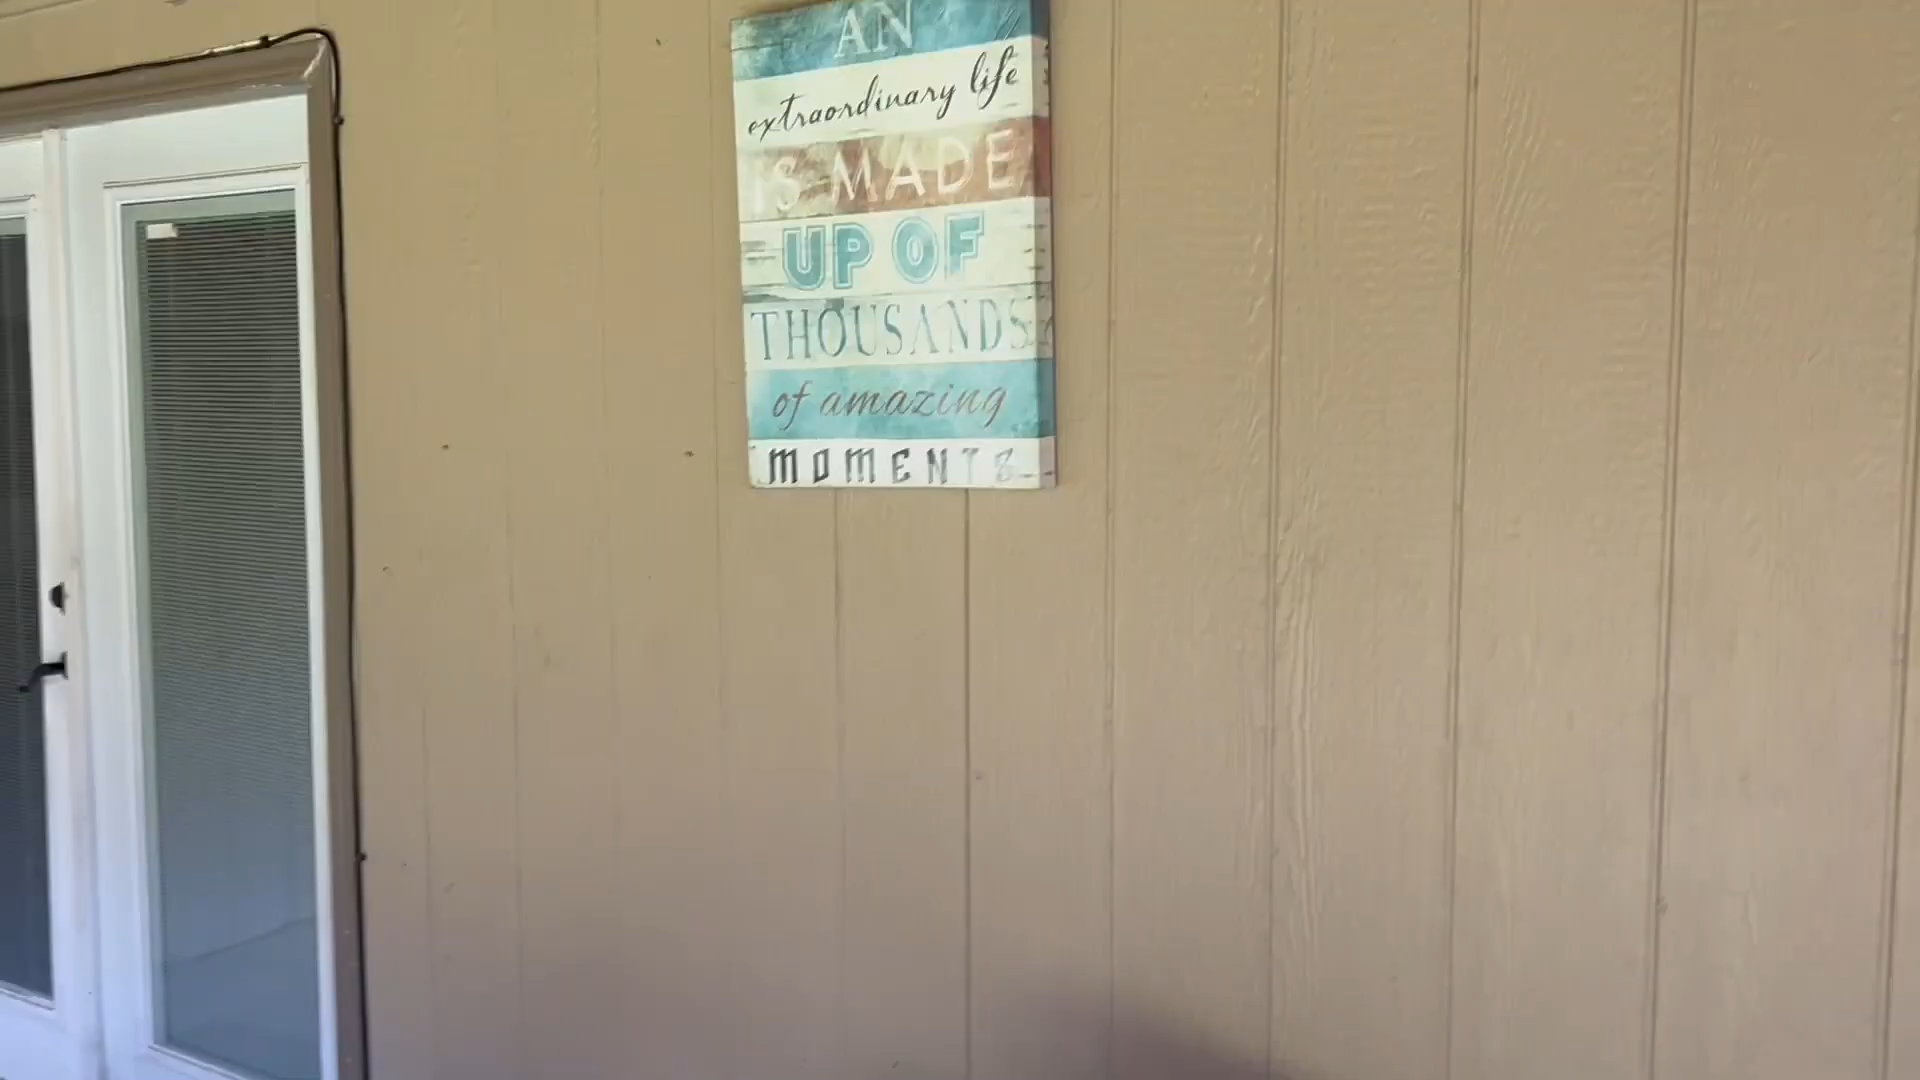 AN
extraordinary life
IS MADE
UP OF
THOUSANDS
of amazing
MOMENTS